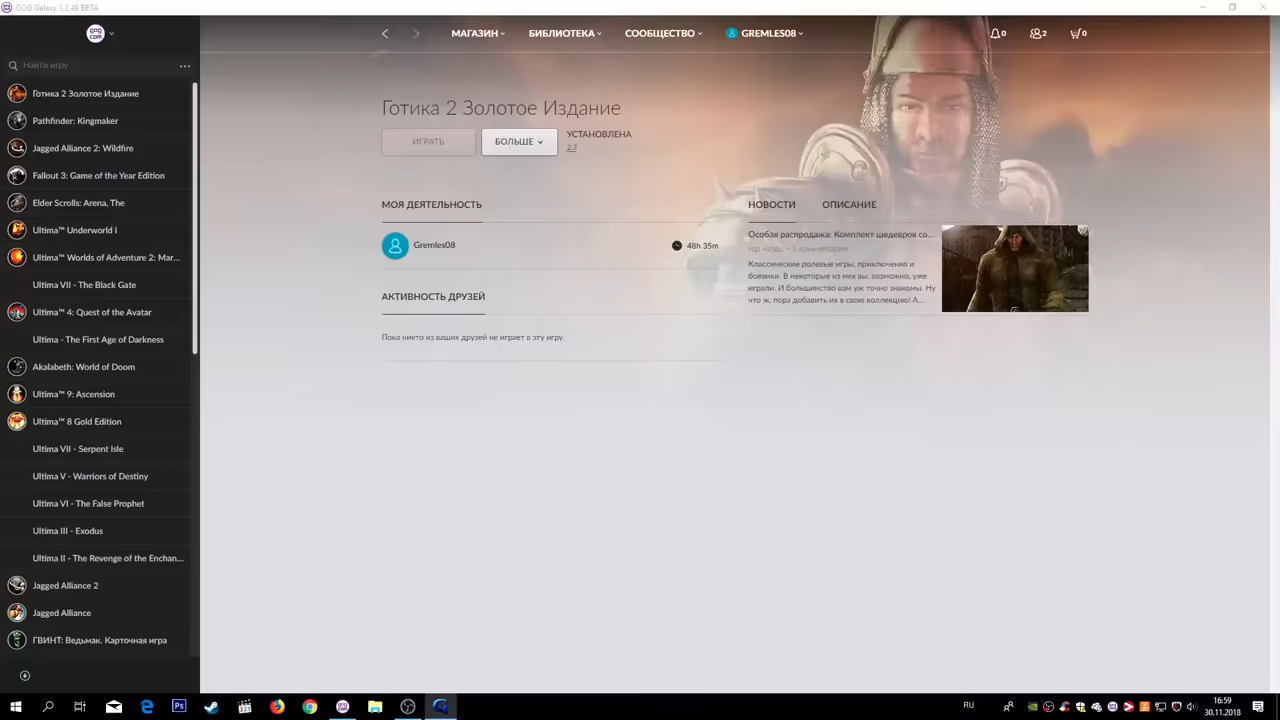 GOG Galaxy 1.2.49 BETA
GOG COM
МАГАЗИН
БИБЛИОТЕКА
СООБЩЕСТВО
GREMLES08
0
2
0
Найти игру
Готика 2 Золотое Издание
Pathfinder: Kingmaker
Jagged Alliance 2: Wildfire
Fallout 3: Game of the Year Edition
Elder Scrolls: Arena, The
Ultima™ Underworld i
Ultima™ Worlds of Adventure 2: Mar...
Ultima VII - The Black Gate
Ultima™ 4: Quest of the Avatar
Ultima - The First Age of Darkness
Akalabeth: World of Doom
Ultima™ 9: Ascension
Ultima™ 8 Gold Edition
Ultima VII - Serpent Isle
Ultima V - Warriors of Destiny
Ultima VI - The False Prophet
Ultima III - Exodus
Ultima II - The Revenge of the Enchan...
Jagged Alliance 2
Jagged Alliance
ГВИНТ: Ведьмак. Карточная игра
Готика 2 Золотое Издание
ИГРАТЬ
БОЛЬШЕ
УСТАНОВЛЕНА
2.7
МОЯ ДЕЯТЕЛЬНОСТЬ
Gremles08
48h 35m
АКТИВНОСТЬ ДРУЗЕЙ
Пока никто из ваших друзей не играет в эту игру.
НОВОСТИ
ОПИСАНИЕ
Особая распродажа: Комплект шедевров со...
год назад – 5 комментарии
Классические ролевые игры, приключения и
боевики. В некоторые из них вы, возможно, уже
играли. И большинство вам уж точно знакомы. Ну
что ж, пора добавить их в свою коллекцию! А...
Ps
RU
16:59
30.11.2018